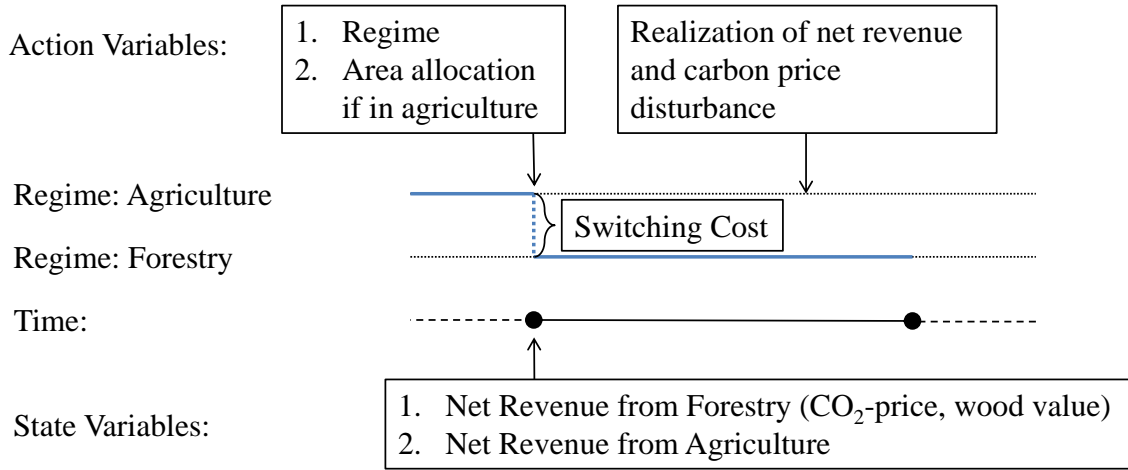 Action Variables:
1. Regime
2. Area allocation
if in agriculture
Realization of net revenue
and carbon price
disturbance
Regime: Agriculture
Switching Cost
Regime: Forestry
Time:
State Variables:
1. Net Revenue from Forestry (CO₂-price, wood value)
2. Net Revenue from Agriculture